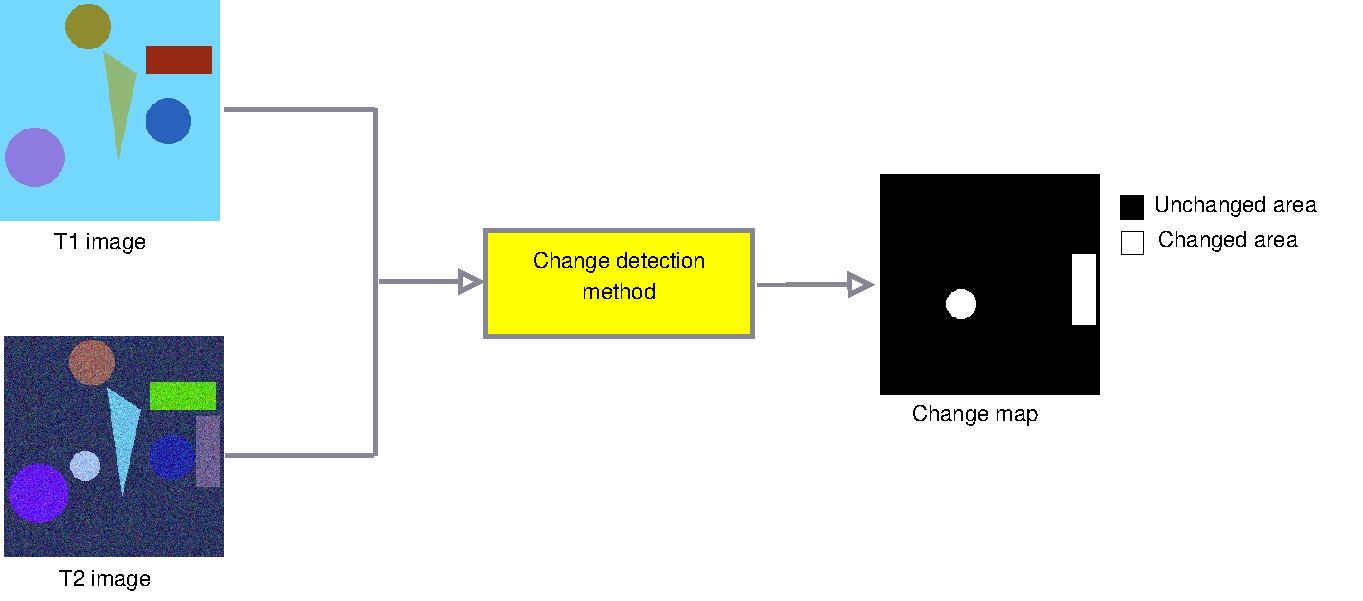 T1 image
Change detection
method
Unchanged area
Changed area
Change map
T2 image